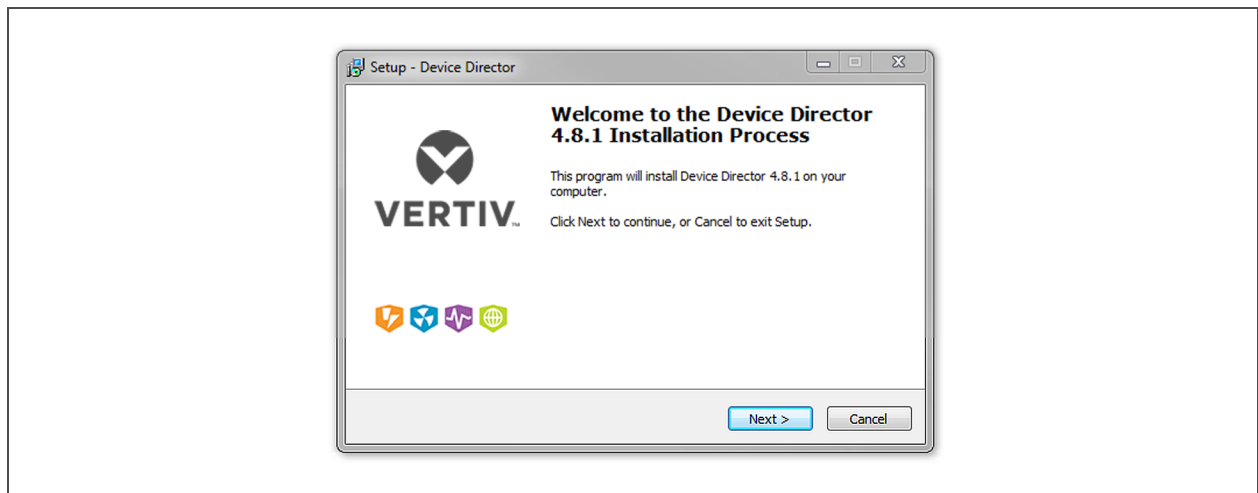 Setup - Device Director
Welcome to the Device Director
4.8.1 Installation Process
This program will install Device Director 4.8.1 on your
computer.
Click Next to continue, or Cancel to exit Setup.
VERTIV™
Next >
Cancel